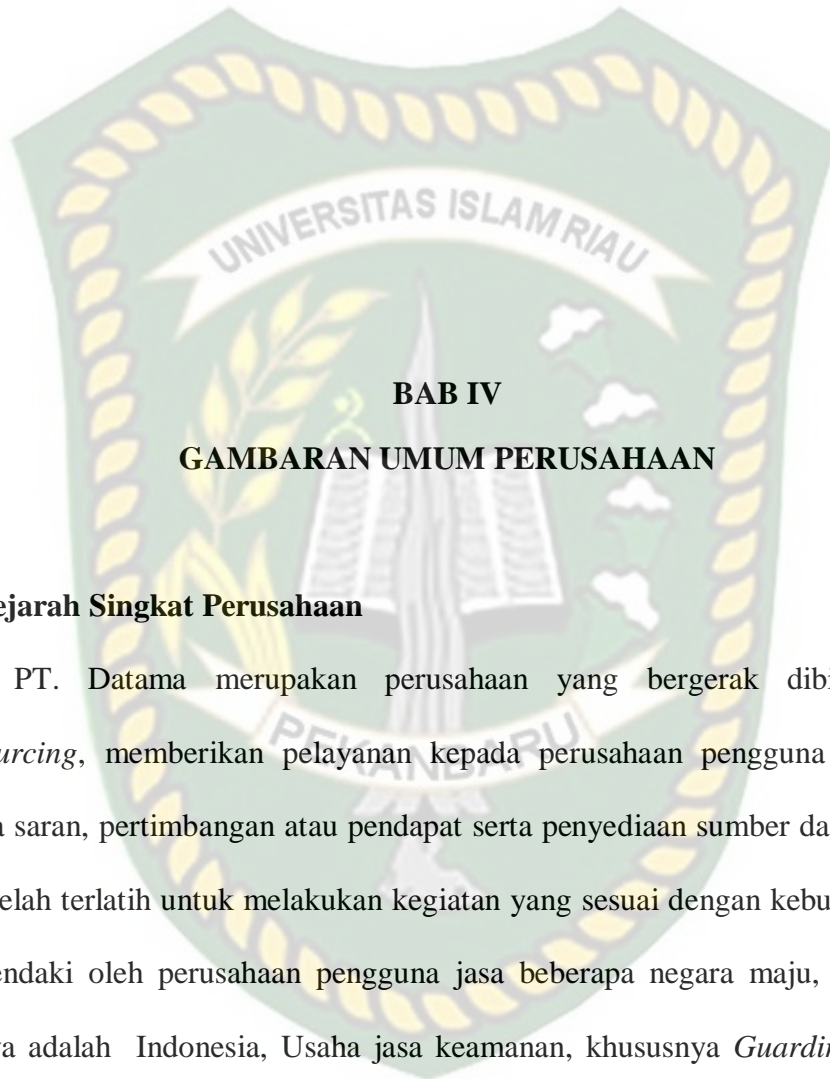 UNIVERSITAS ISLAM RIAU
BAB IV
GAMBARAN UMUM PERUSAHAAN
ejarah Singkat Perusahaan
PT. Datama merupakan perusahaan yang bergerak dibi
urcing, memberikan pelayanan kepada perusahaan pengguna
PEKANBARU
a saran, pertimbangan atau pendapat serta penyediaan sumber da
elah terlatih untuk melakukan kegiatan yang sesuai dengan kebu
endaki oleh perusahaan pengguna jasa beberapa negara maju,
ya adalah Indonesia, Usaha jasa keamanan, khususnya Guardin